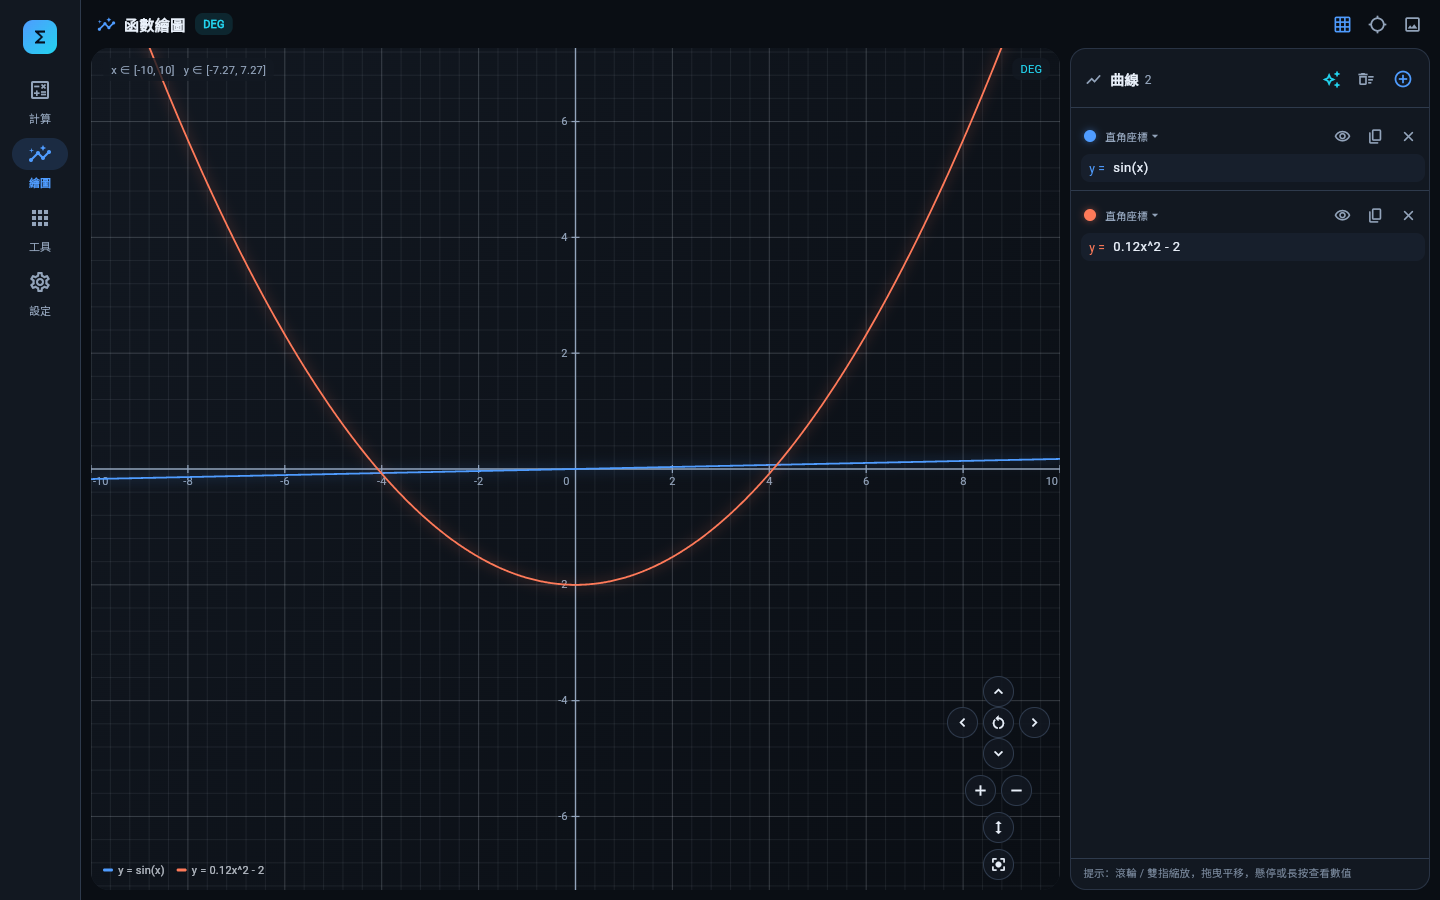 Σ
計算
繪圖
工具
設定
函數繪圖 DEG
x ∈ [-10, 10] y ∈ [-7.27, 7.27]
DEG
6
4
2
-10 -8 -6 -4 -2 0 2 4 6 8 10
-2
-4
-6
y = sin(x) y = 0.12x^2 - 2
曲線 2
直角座標
y = sin(x)
直角座標
y = 0.12x^2 - 2
提示：滾輪 / 雙指縮放，拖曳平移，懸停或長按查看數值